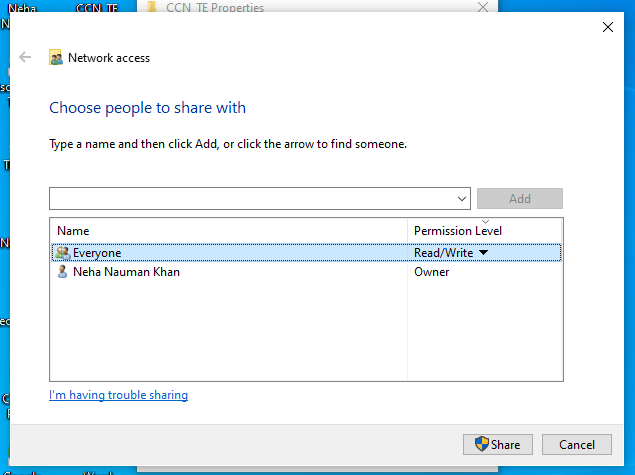 Neha
CCN_TE
CCN_TE Properties
Network access
Choose people to share with
Type a name and then click Add, or click the arrow to find someone.
Add
Name
Permission Level
Everyone
Read/Write
Neha Nauman Khan
Owner
I'm having trouble sharing
Share
Cancel